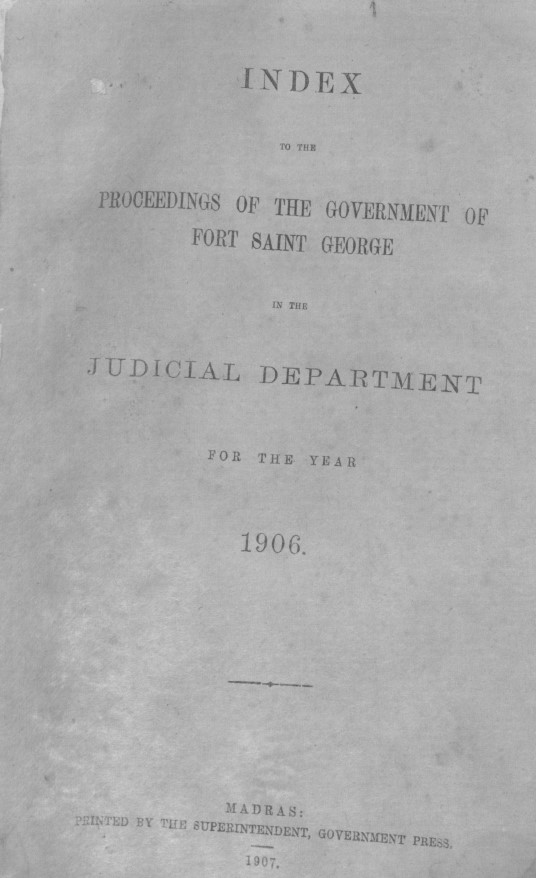 INDEX
TO THE
PROCEEDINGS OF THE GOVERNMENT OF
FORT SAINT GEORGE
IN THE
JUDICIAL DEPARTMENT
FOR THE YEAR
1906.
MADRAS:
PRINTED BY THE SUPERINTENDENT, GOVERNMENT PRESS.
1907.